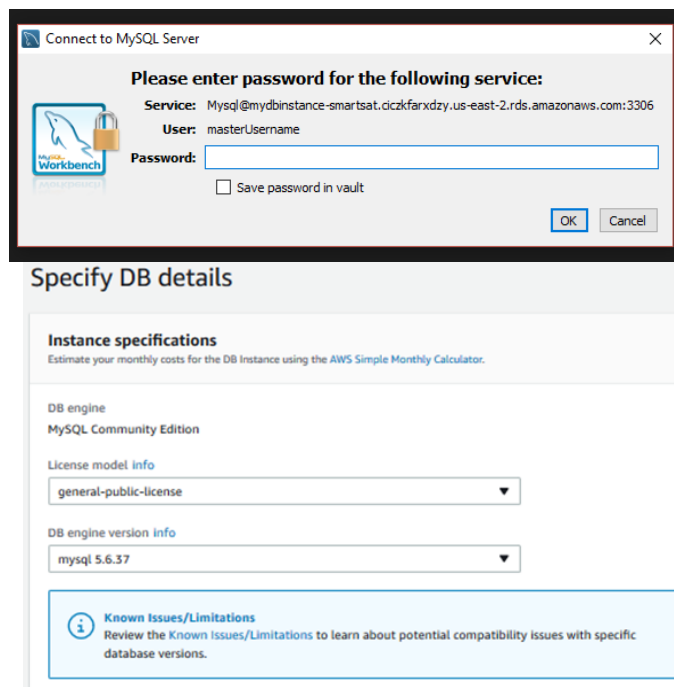 Connect to MySQL Server
Please enter password for the following service:
Service: Mysql@mydbinstance-smartsat.ciczkfarxdzy.us-east-2.rds.amazonaws.com:3306
User: masterUsername
Password:
MySQL
Workbench
Save password in vault
OK Cancel
Specify DB details
Instance specifications
Estimate your monthly costs for the DB Instance using the AWS Simple Monthly Calculator.
DB engine
MySQL Community Edition
License model info
general-public-license
DB engine version info
mysql 5.6.37
Known Issues/Limitations
Review the Known Issues/Limitations to learn about potential compatibility issues with specific
database versions.